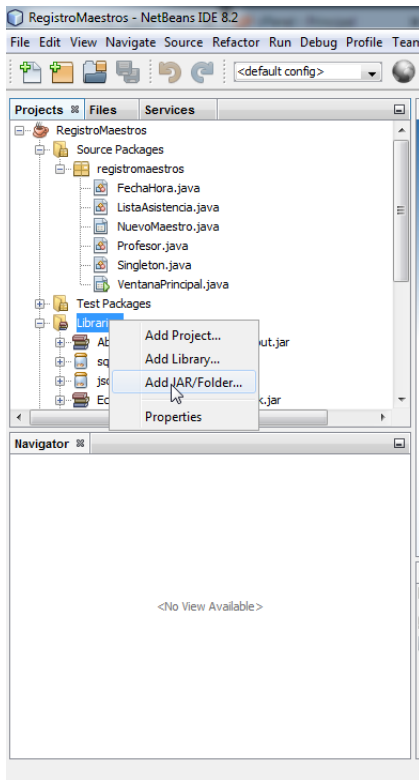 RegistroMaestros - NetBeans IDE 8.2
File Edit View Navigate Source Refactor Run Debug Profile Team
<default config>
Projects Files Services
RegistroMaestros
Source Packages
registromaestros
FechaHora.java
ListaAsistencia.java
NuevoMaestro.java
Profesor.java
Singleton.java
VentanaPrincipal.java
Test Packages
Add Project...
Add Library...
Add JAR/Folder...
Properties
Navigator
<No View Available>